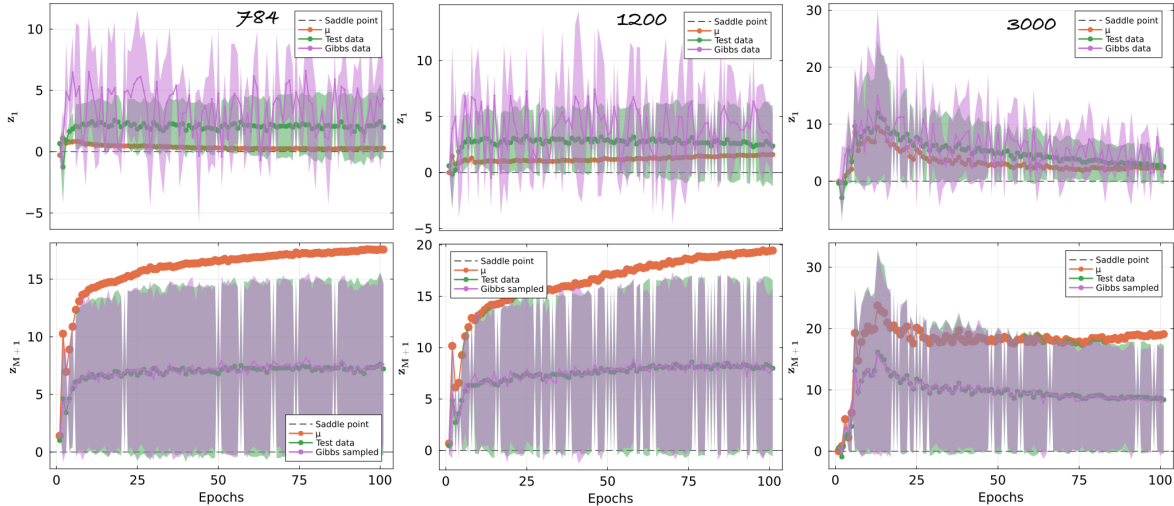 784
10
5
0
−5
z1
Saddle point
μ
Test data
Gibbs data
1200
10
5
0
−5
z1
Saddle point
μ
Test data
Gibbs data
3000
30
20
10
0
z1
Saddle point
μ
Test data
Gibbs data
15
10
5
0
zM+1
Saddle point
μ
Test data
Gibbs sampled
0
25
50
75
100
Epochs
20
15
10
5
0
zM+1
Saddle point
μ
Test data
Gibbs sampled
0
25
50
75
100
Epochs
30
20
10
0
zM+1
Saddle point
μ
Test data
Gibbs sampled
0
25
50
75
100
Epochs